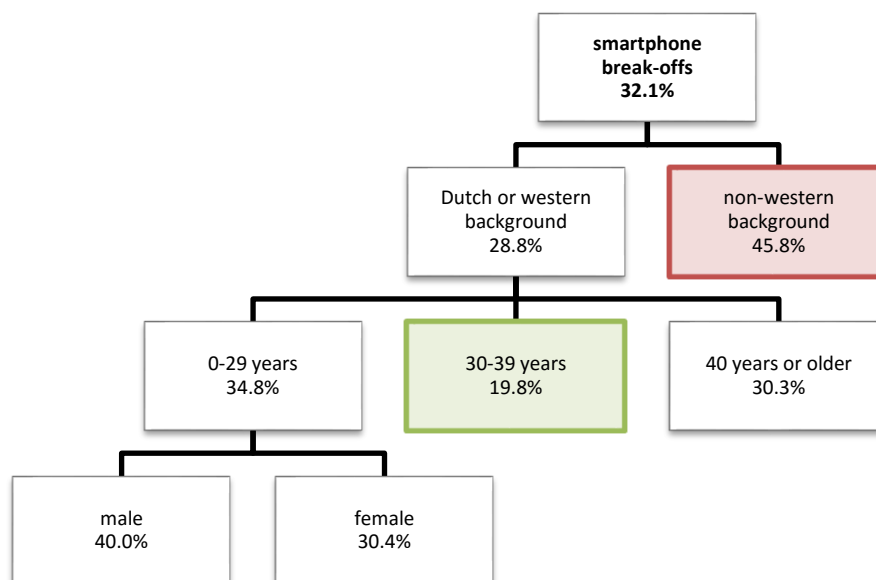 smartphone
break-offs
32.1%
Dutch or western
background
28.8%
non-western
background
45.8%
0-29 years
34.8%
30-39 years
19.8%
40 years or older
30.3%
male
40.0%
female
30.4%